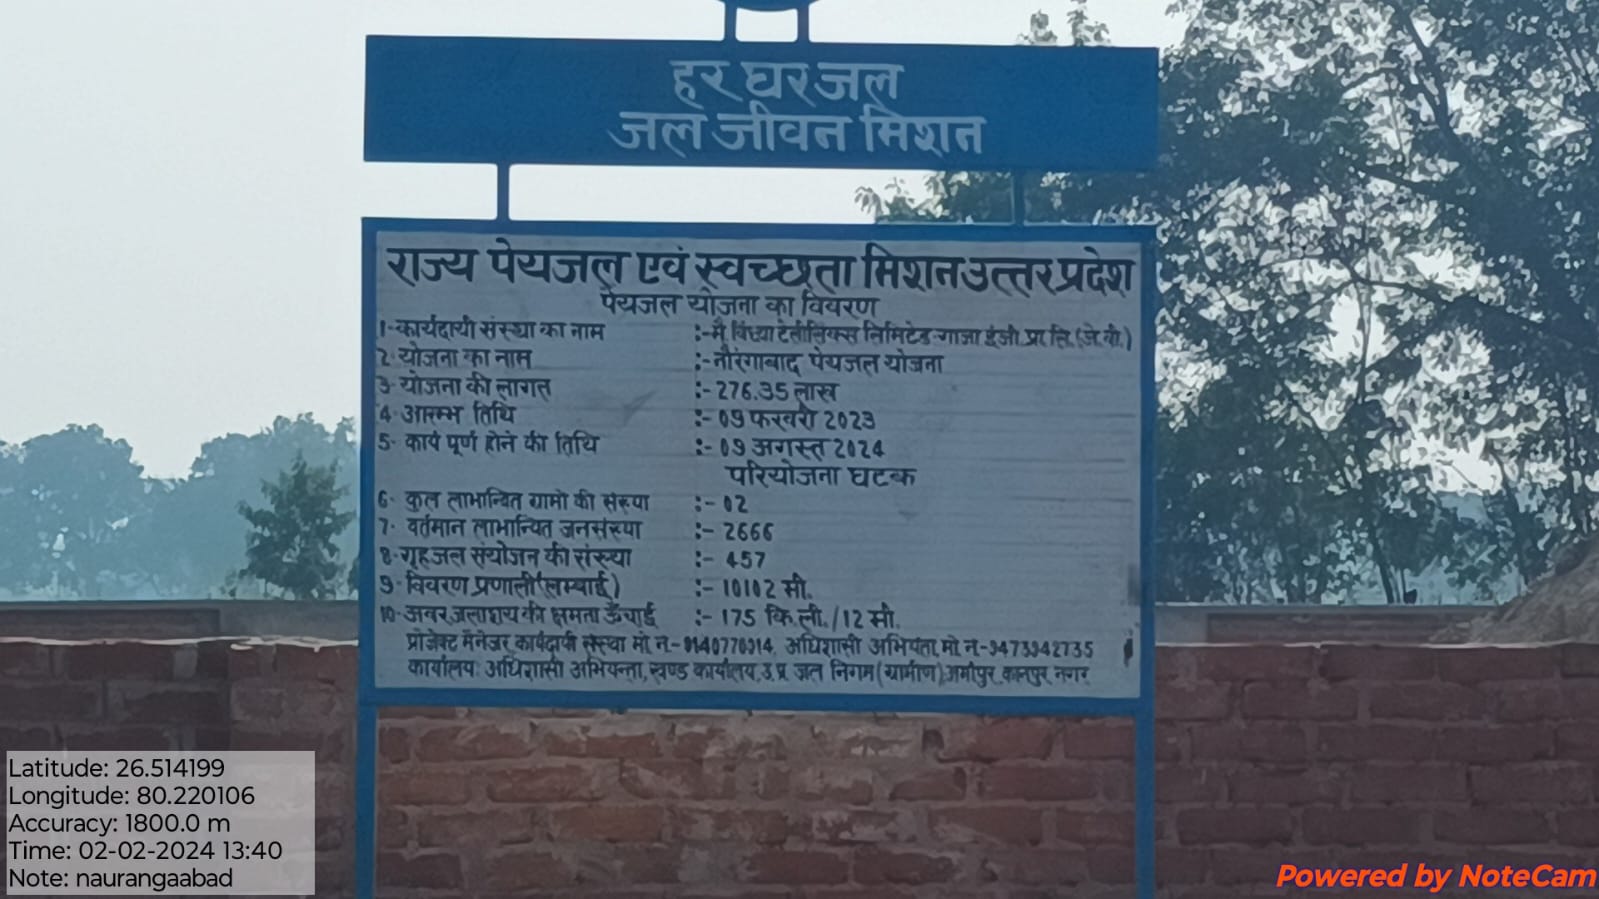 हर घर जल
जल जीवन मिशन
राज्य पेयजल एवं स्वच्छता मिशन उत्तर प्रदेश
पेयजल योजना का विवरण
1- कार्यदायी संस्था का नाम :- मै विंध्या टेलीलिंक्स लिमिटेड-गाजा इंजी. प्रा. लि. (जे.वी.)
2- योजना का नाम :- नौरंगाबाद पेयजल योजना
3- योजना की लागत :- 276.35 लाख
4- आरम्भ तिथि :- 09 फरवरी 2023
5- कार्य पूर्ण होने की तिथि :- 09 अगस्त 2024
परियोजना घटक
6- कुल लाभान्वित ग्रामो की संख्या :- 02
7- वर्तमान लाभान्वित जनसंख्या :- 2666
8- गृहजल संयोजन की संख्या :- 457
9- विवरण प्रणाली (लम्बाई) :- 10102 मी.
10- अवर जलाशय की क्षमता ऊँचाई :- 175 कि.ली./12 मी.
प्रोजेक्ट मैनेजर, कार्यदायी संस्था मो न.- अधिशासी अभियंता, मो न.-9473942735
कार्यालय: अधिशासी अभियन्ता, खण्ड कार्यालय, उ.प्र. जल निगम (ग्रामीण) कानपुर नगर
Latitude: 26.514199
Longitude: 80.220106
Accuracy: 1800.0 m
Time: 02-02-2024 13:40
Note: naurangaabad
Powered by NoteCam